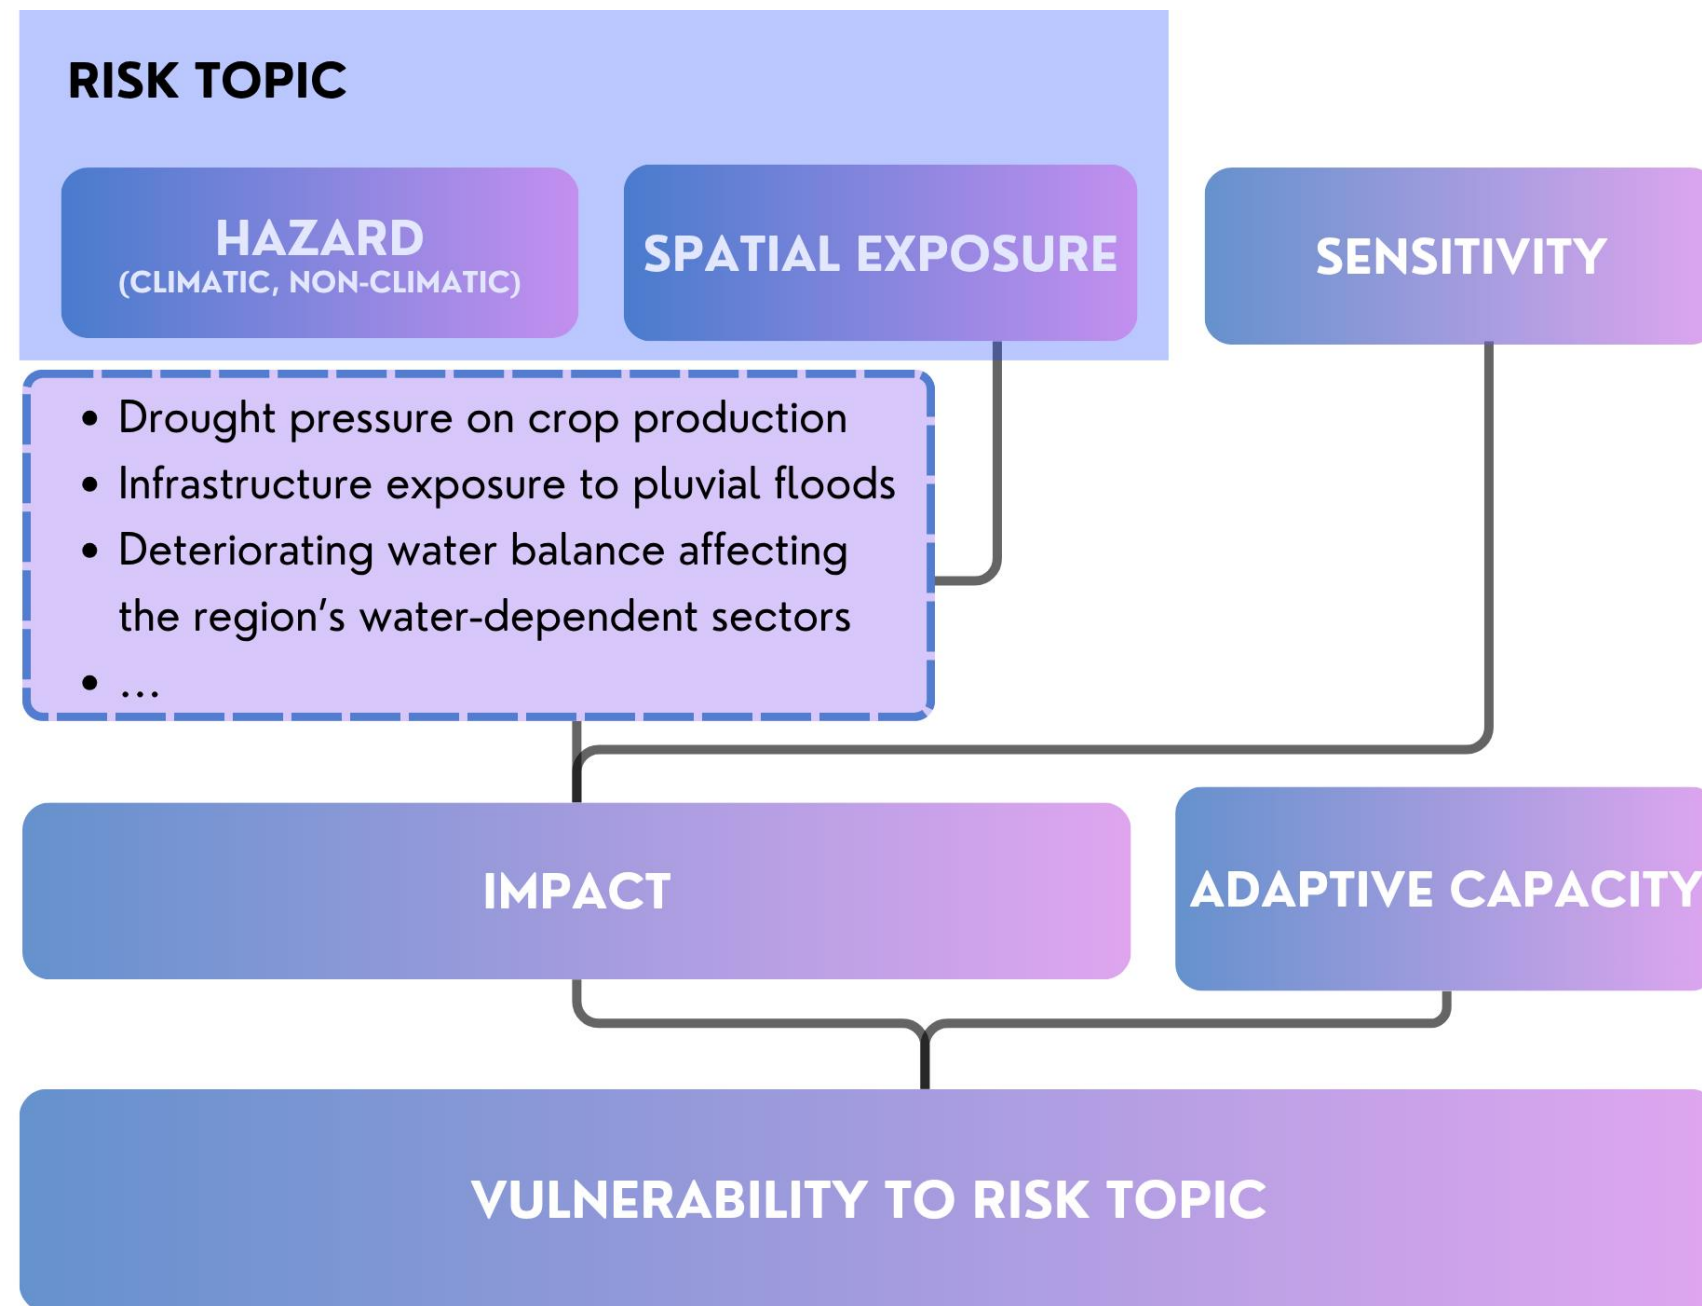 RISK TOPIC
HAZARD
(CLIMATIC, NON-CLIMATIC)
SPATIAL EXPOSURE
SENSITIVITY
• Drought pressure on crop production
• Infrastructure exposure to pluvial floods
• Deteriorating water balance affecting
the region’s water-dependent sectors
• ...
IMPACT
ADAPTIVE CAPACITY
VULNERABILITY TO RISK TOPIC